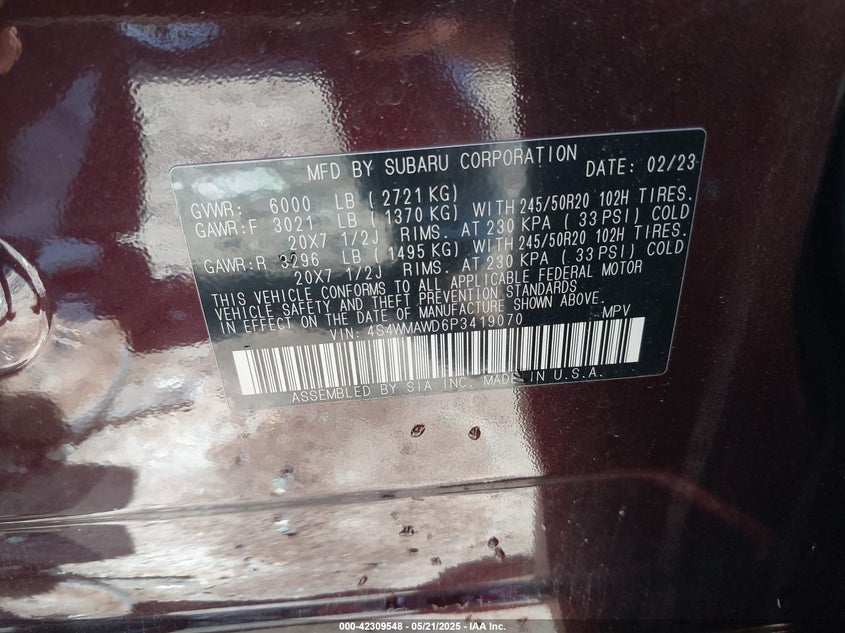 MFD BY SUBARU CORPORATION DATE: 02/23
GVWR: 6000 LB ( 2721 KG)
GAWR:F 3021 LB ( 1370 KG) WITH 245/50R20 102H TIRES.
20X7 1/2J RIMS. AT 230 KPA ( 33 PSI) COLD
GAWR:R 3296 LB ( 1495 KG) WITH 245/50R20 102H TIRES.
20X7 1/2J RIMS. AT 230 KPA ( 33 PSI) COLD
THIS VEHICLE CONFORMS TO ALL APPLICABLE FEDERAL MOTOR
VEHICLE SAFETY AND THEFT PREVENTION STANDARDS
IN EFFECT ON THE DATE OF MANUFACTURE SHOWN ABOVE.
VIN: 4S4WMAWD6P3419070 MPV
ASSEMBLED BY SIA INC. MADE IN U.S.A.
000-42309548 - 05/21/2025 - IAA Inc.